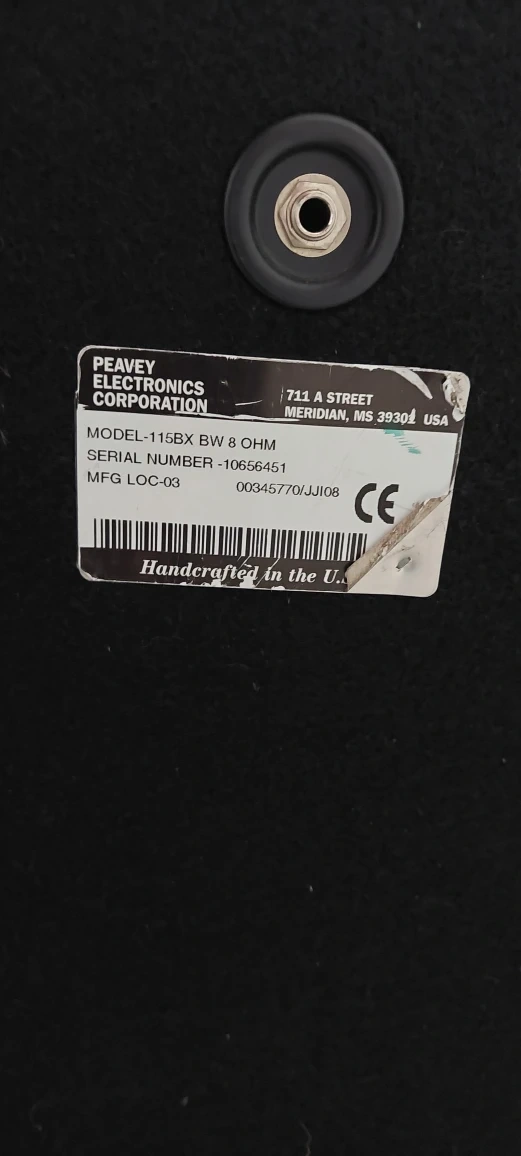 PEAVEY
ELECTRONICS
CORPORATION
711 A STREET
MERIDIAN, MS 39301 USA
MODEL-115BX BW 8 OHM
SERIAL NUMBER -10656451
MFG LOC-03 00345770/JJI08
CE
Handcrafted in the U.